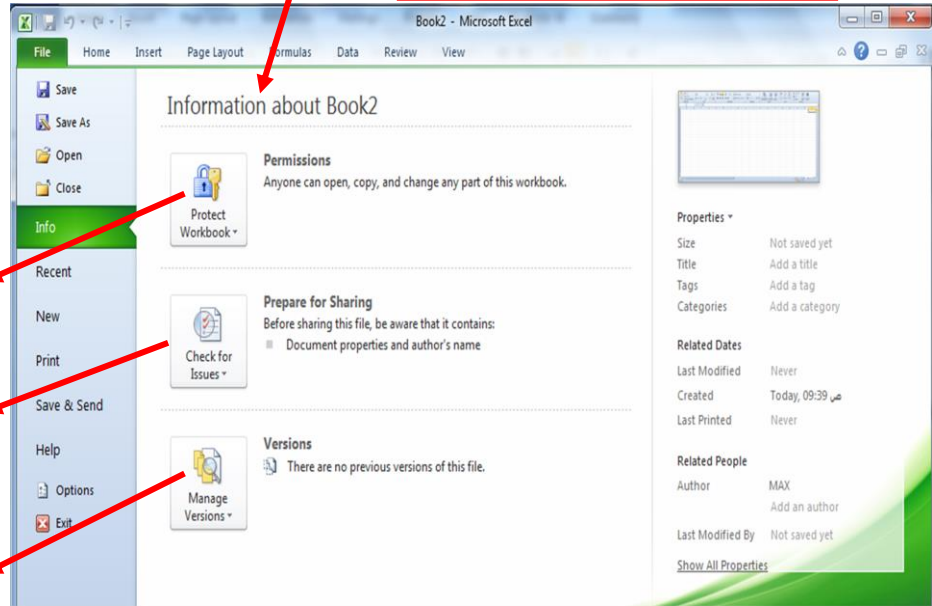 Book2 - Microsoft Excel
File Home Insert Page Layout Formulas Data Review View
Save
Save As
Open
Close
Info
Recent
New
Print
Save & Send
Help
Options
Exit
Information about Book2
Protect
Workbook
Permissions
Anyone can open, copy, and change any part of this workbook.
Check for
Issues
Prepare for Sharing
Before sharing this file, be aware that it contains:
Document properties and author's name
Manage
Versions
Versions
There are no previous versions of this file.
Properties
Size Not saved yet
Title Add a title
Tags Add a tag
Categories Add a category
Related Dates
Last Modified Never
Created Today, 09:39 ص
Last Printed Never
Related People
Author MAX
Add an author
Last Modified By Not saved yet
Show All Properties